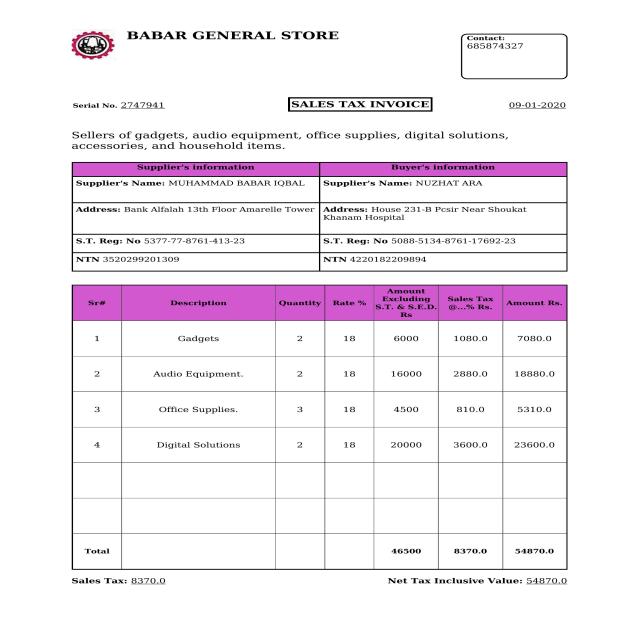 BABAR GENERAL STORE
Contact:
685874327
Serial No. 2747941
SALES TAX INVOICE
09-01-2020
Sellers of gadgets, audio equipment, office supplies, digital solutions,
accessories, and household items.
Supplier's information
Buyer's information
Supplier's Name: MUHAMMAD BABAR IQBAL
Supplier's Name: NUZHAT ARA
Address: Bank Alfalah 13th Floor Amarelle Tower
Address: House 231-B Pcsir Near Shoukat
Khanam Hospital
S.T. Reg: No 5377-77-8761-413-23
S.T. Reg: No 5088-5134-8761-17692-23
NTN 3520299201309
NTN 4220182209894
Sr# Description Quantity Rate % Amount Excluding S.T. & S.E.D. Rs Sales Tax @...% Rs. Amount Rs.
1 Gadgets 2 18 6000 1080.0 7080.0
2 Audio Equipment. 2 18 16000 2880.0 18880.0
3 Office Supplies. 3 18 4500 810.0 5310.0
4 Digital Solutions 2 18 20000 3600.0 23600.0
Total 46500 8370.0 54870.0
Sales Tax: 8370.0
Net Tax Inclusive Value: 54870.0